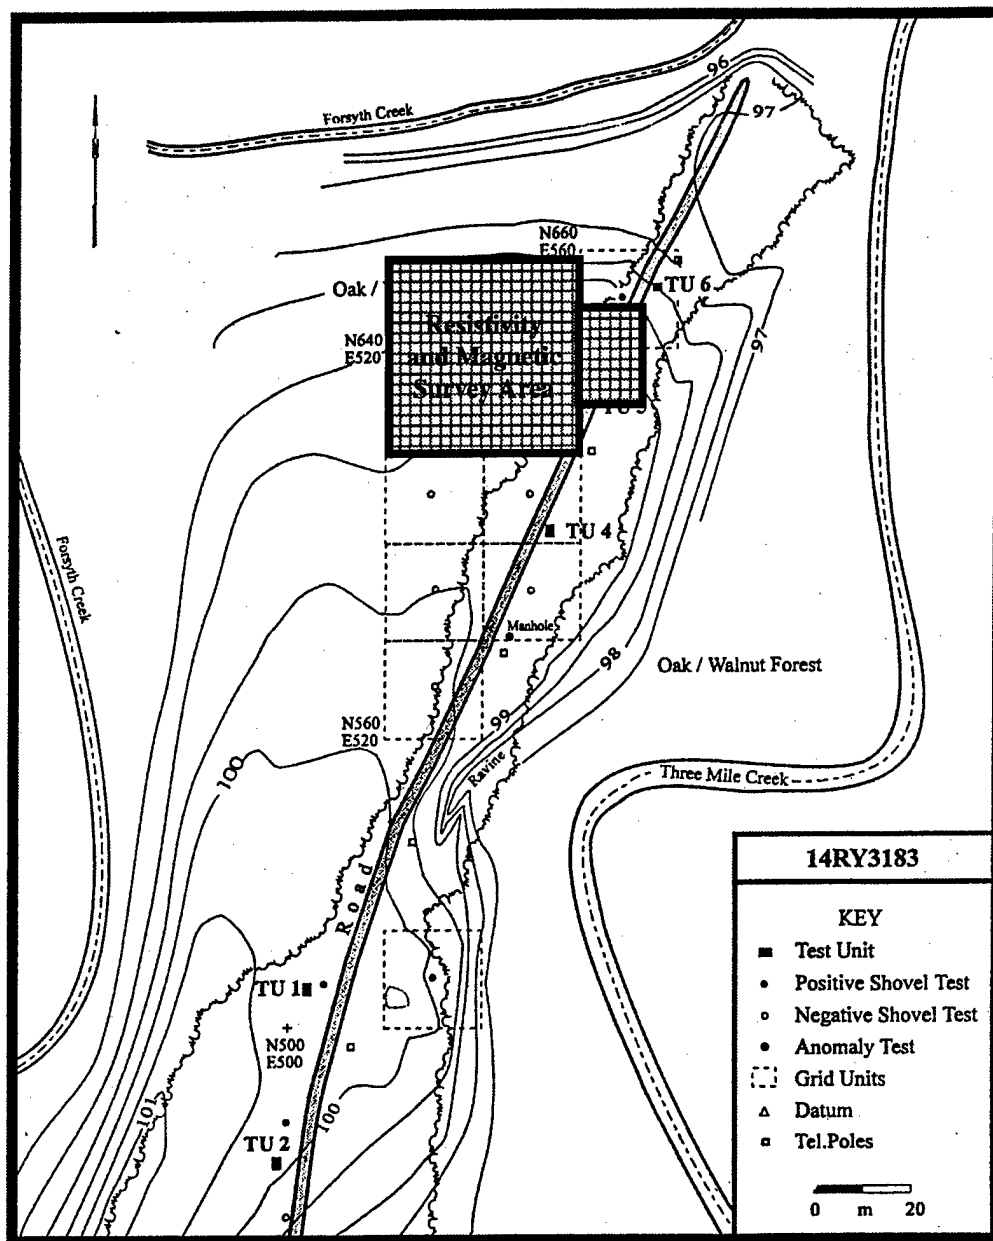 96
97
Forsyth Creek
N660
E560
TU 6
Oak /
Resistivity
and Magnetic
Survey Area
N640
E520
97
TU 4
Forsyth Creek
Manhole
98
Oak / Walnut Forest
N560
E520
99
Ravine
100
Three Mile Creek
Road
TU 1
N500
E500
101
100
TU 2
14RY3183
KEY
Test Unit
Positive Shovel Test
Negative Shovel Test
Anomaly Test
Grid Units
Datum
Tel.Poles
0 m 20